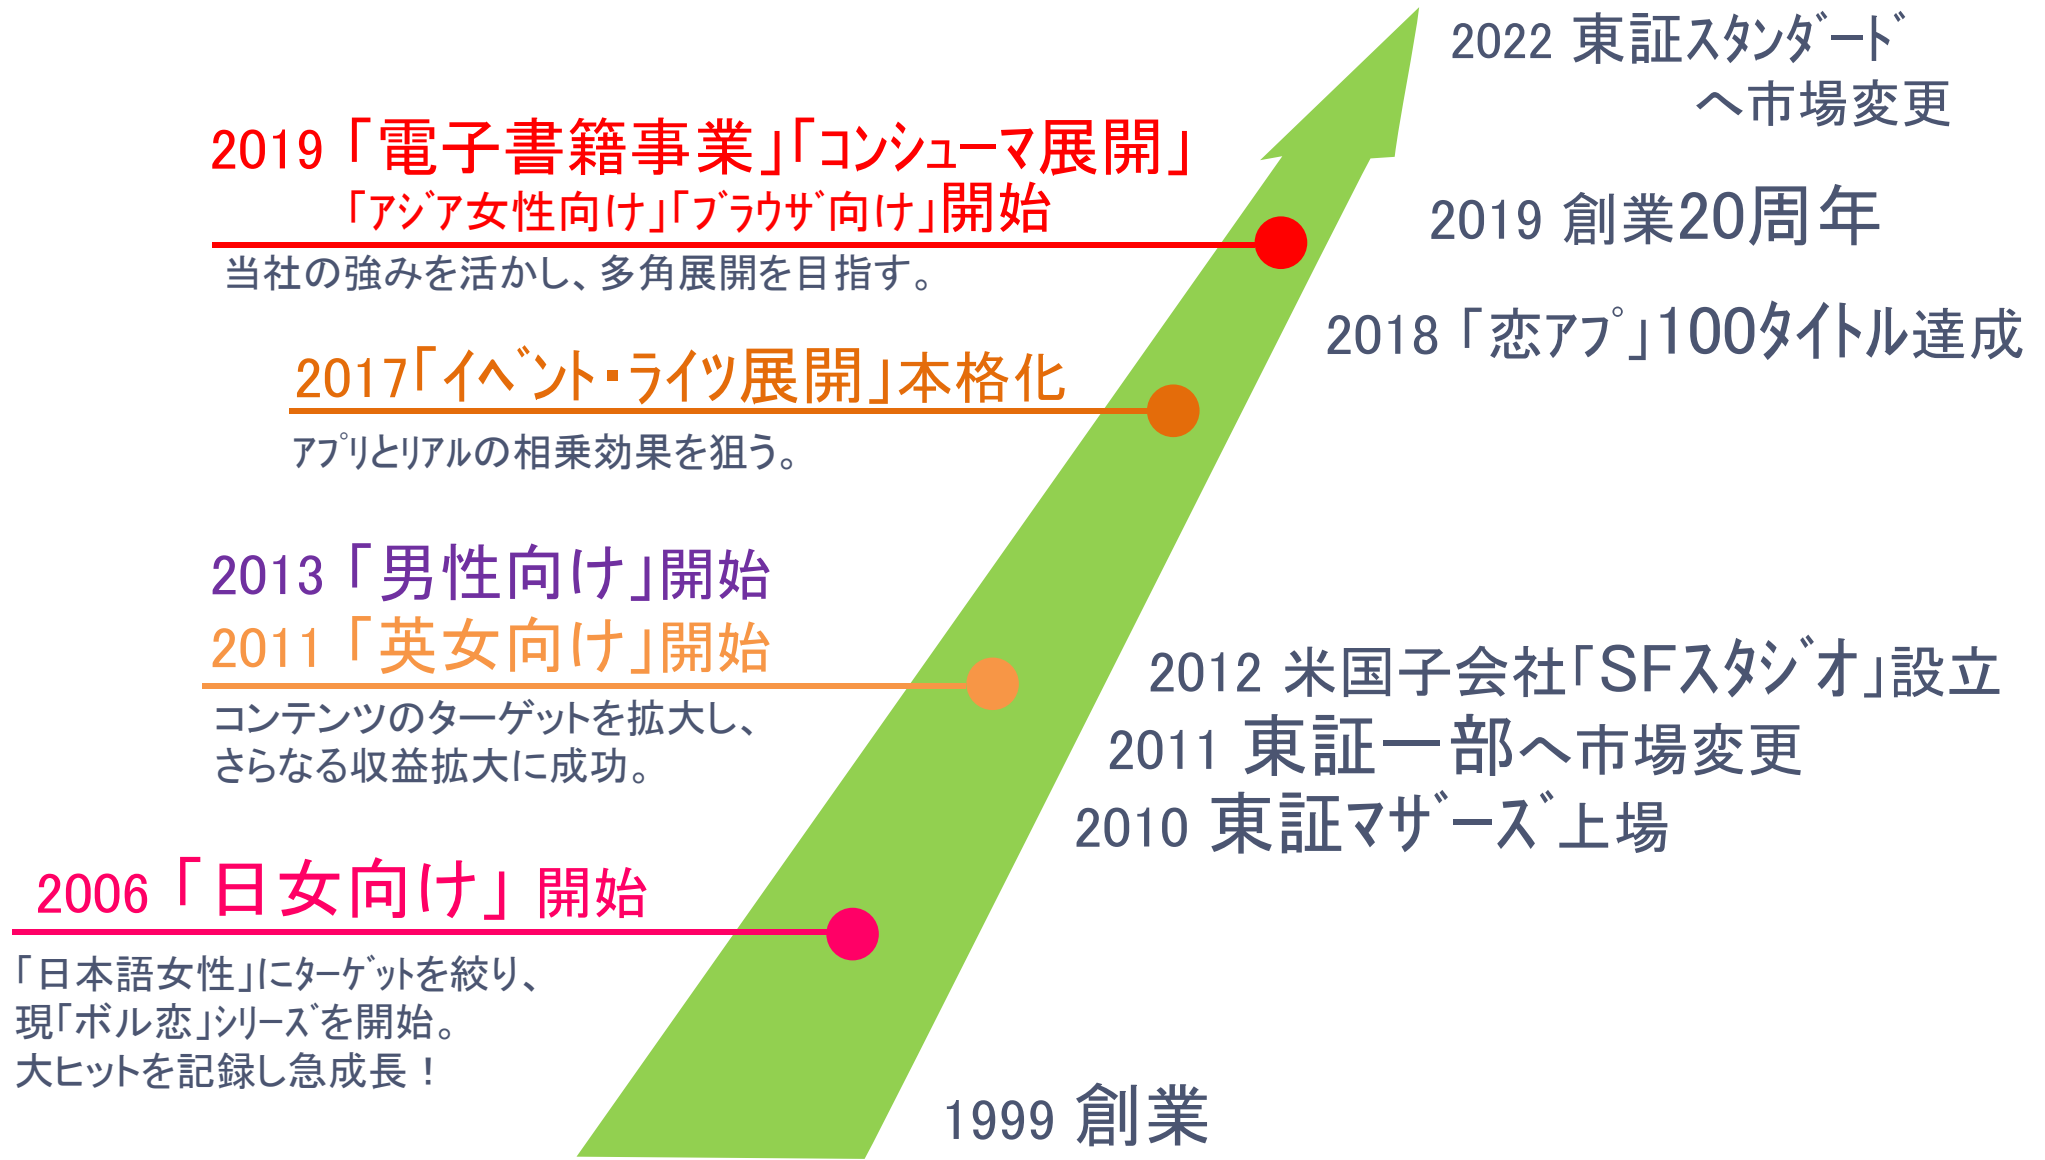 2022 東証ｽﾀﾝﾀﾞｰﾄﾞ
へ市場変更
2019 「電子書籍事業」「ｺﾝｼｭｰﾏ展開」
「ｱｼﾞｱ女性向け」「ﾌﾞﾗｳｻﾞ向け」開始
当社の強みを活かし、多角展開を目指す。
2019 創業20周年
2018 「恋ｱﾌﾟ」100ﾀｲﾄﾙ達成
2017「ｲﾍﾞﾝﾄ・ﾗｲﾂ展開」本格化
ｱﾌﾟﾘとﾘｱﾙの相乗効果を狙う。
2013 「男性向け」開始
2011 「英女向け」開始
コンテンツのターゲットを拡大し、
さらなる収益拡大に成功。
2012 米国子会社「SFｽﾀｼﾞｵ」設立
2011 東証一部へ市場変更
2010 東証ﾏｻﾞｰｽﾞ上場
2006 「日女向け」 開始
「日本語女性」にﾀｰｹﾞｯﾄを絞り、
現「ボル恋」ｼﾘｰｽﾞを開始。
大ヒットを記録し急成長！
1999 創業